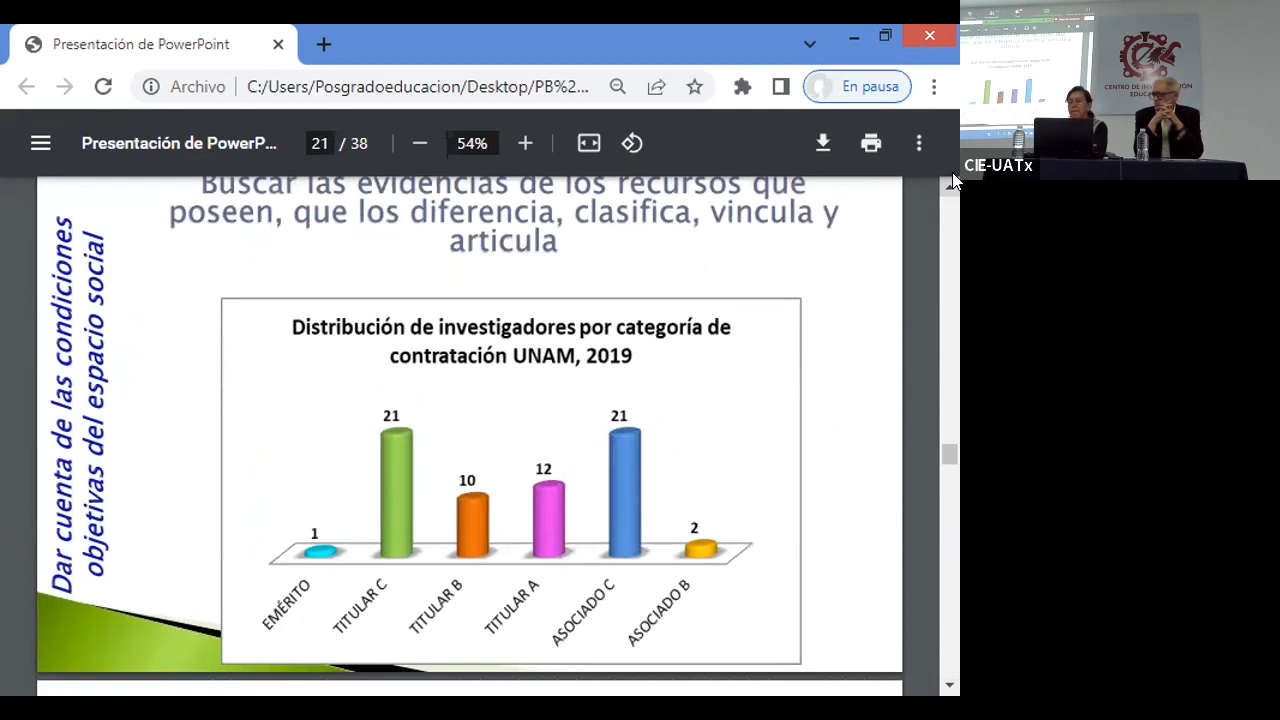 Presentación de PowerPoint
Archivo
C:/Users/Posgradoeducacion/Desktop/PB%2...
En pausa
Presentación de PowerP...
21 / 38
54%
Buscar las evidencias de los recursos que
poseen, que los diferencia, clasifica, vincula y
articula
Dar cuenta de las condiciones
objetivas del espacio social
Distribución de investigadores por categoría de
contratación UNAM, 2019
1
21
10
12
21
2
EMÉRITO
TITULAR C
TITULAR B
TITULAR A
ASOCIADO C
ASOCIADO B
CENTRO DE INVESTIGACIÓN
CIE-UATx